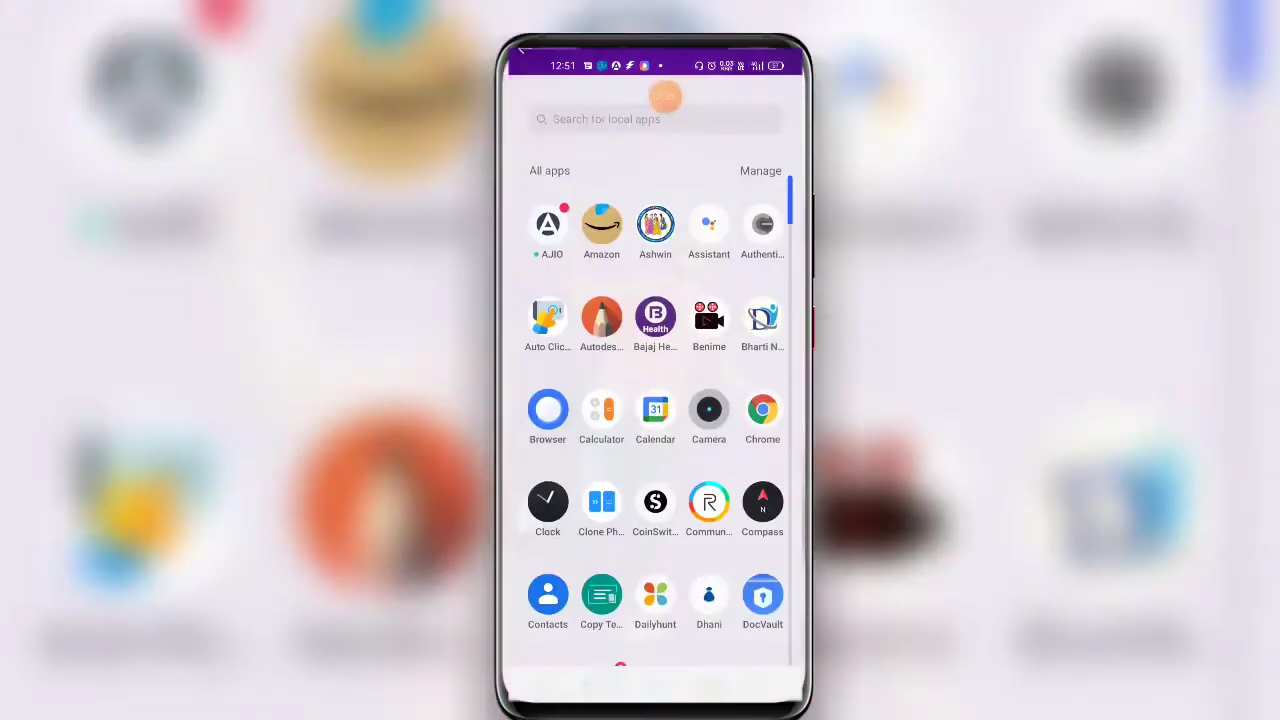 12:51
Search for local apps
All apps Manage
AJIO Amazon Ashwin Assistant Authenti...
Health
Auto Clic... Autodes... Bajaj He... Benime Bharti N...
31
Browser Calculator Calendar Camera Chrome
N
Clock Clone Ph... CoinSwit... Commun... Compass
Contacts Copy Te... Dailyhunt Dhani DocVault